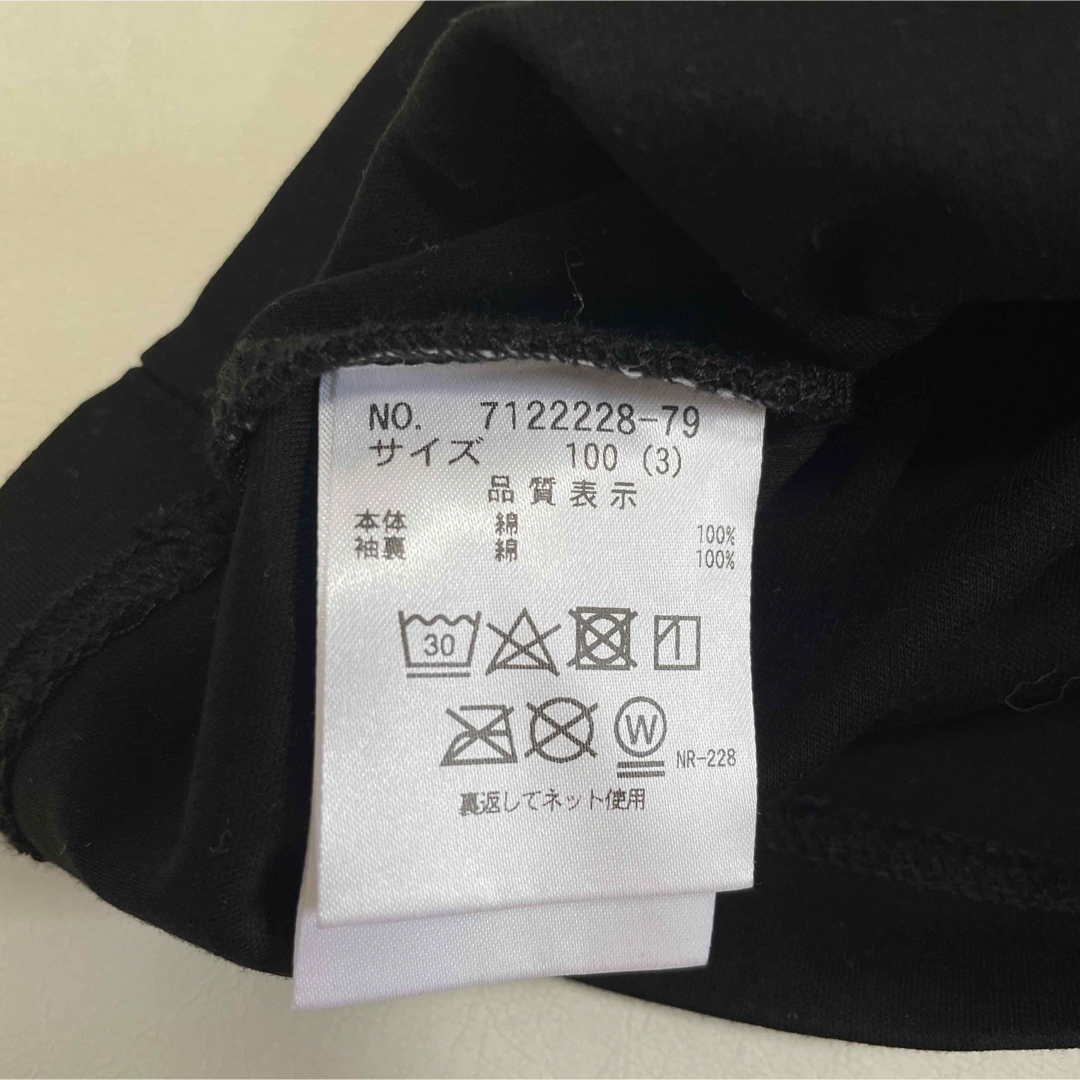 NO. 7122228-79
サイズ 100 (3)
品質表示
本体 綿 100%
袖裏 綿 100%
30
W
NR-228
裏返してネット使用